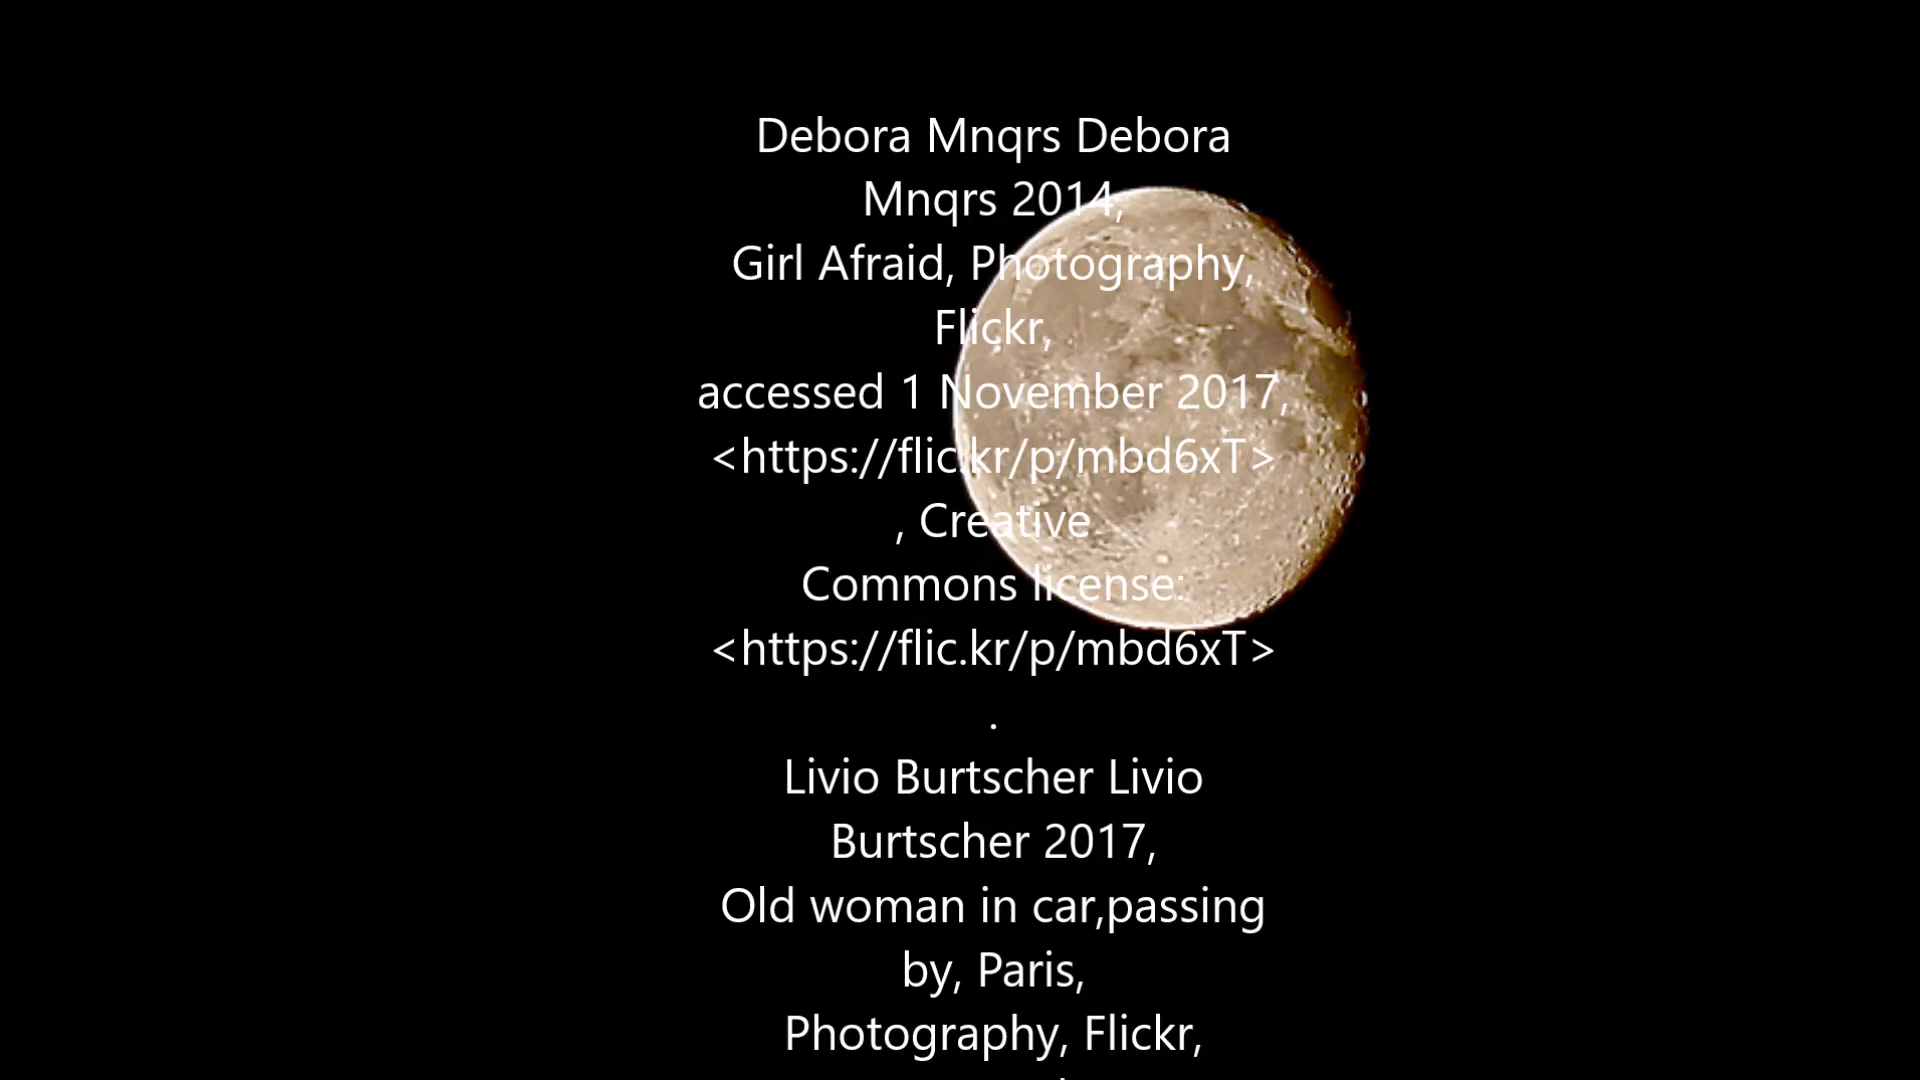 Debora Mnqrs Debora
Mnqrs 2014,
Girl Afraid, Photography,
Flickr,
accessed 1 November 2017,
<https://flic.kr/p/mbd6xT>
, Creative
Commons license:
<https://flic.kr/p/mbd6xT>
.
Livio Burtscher Livio
Burtscher 2017,
Old woman in car,passing
by, Paris,
Photography, Flickr,